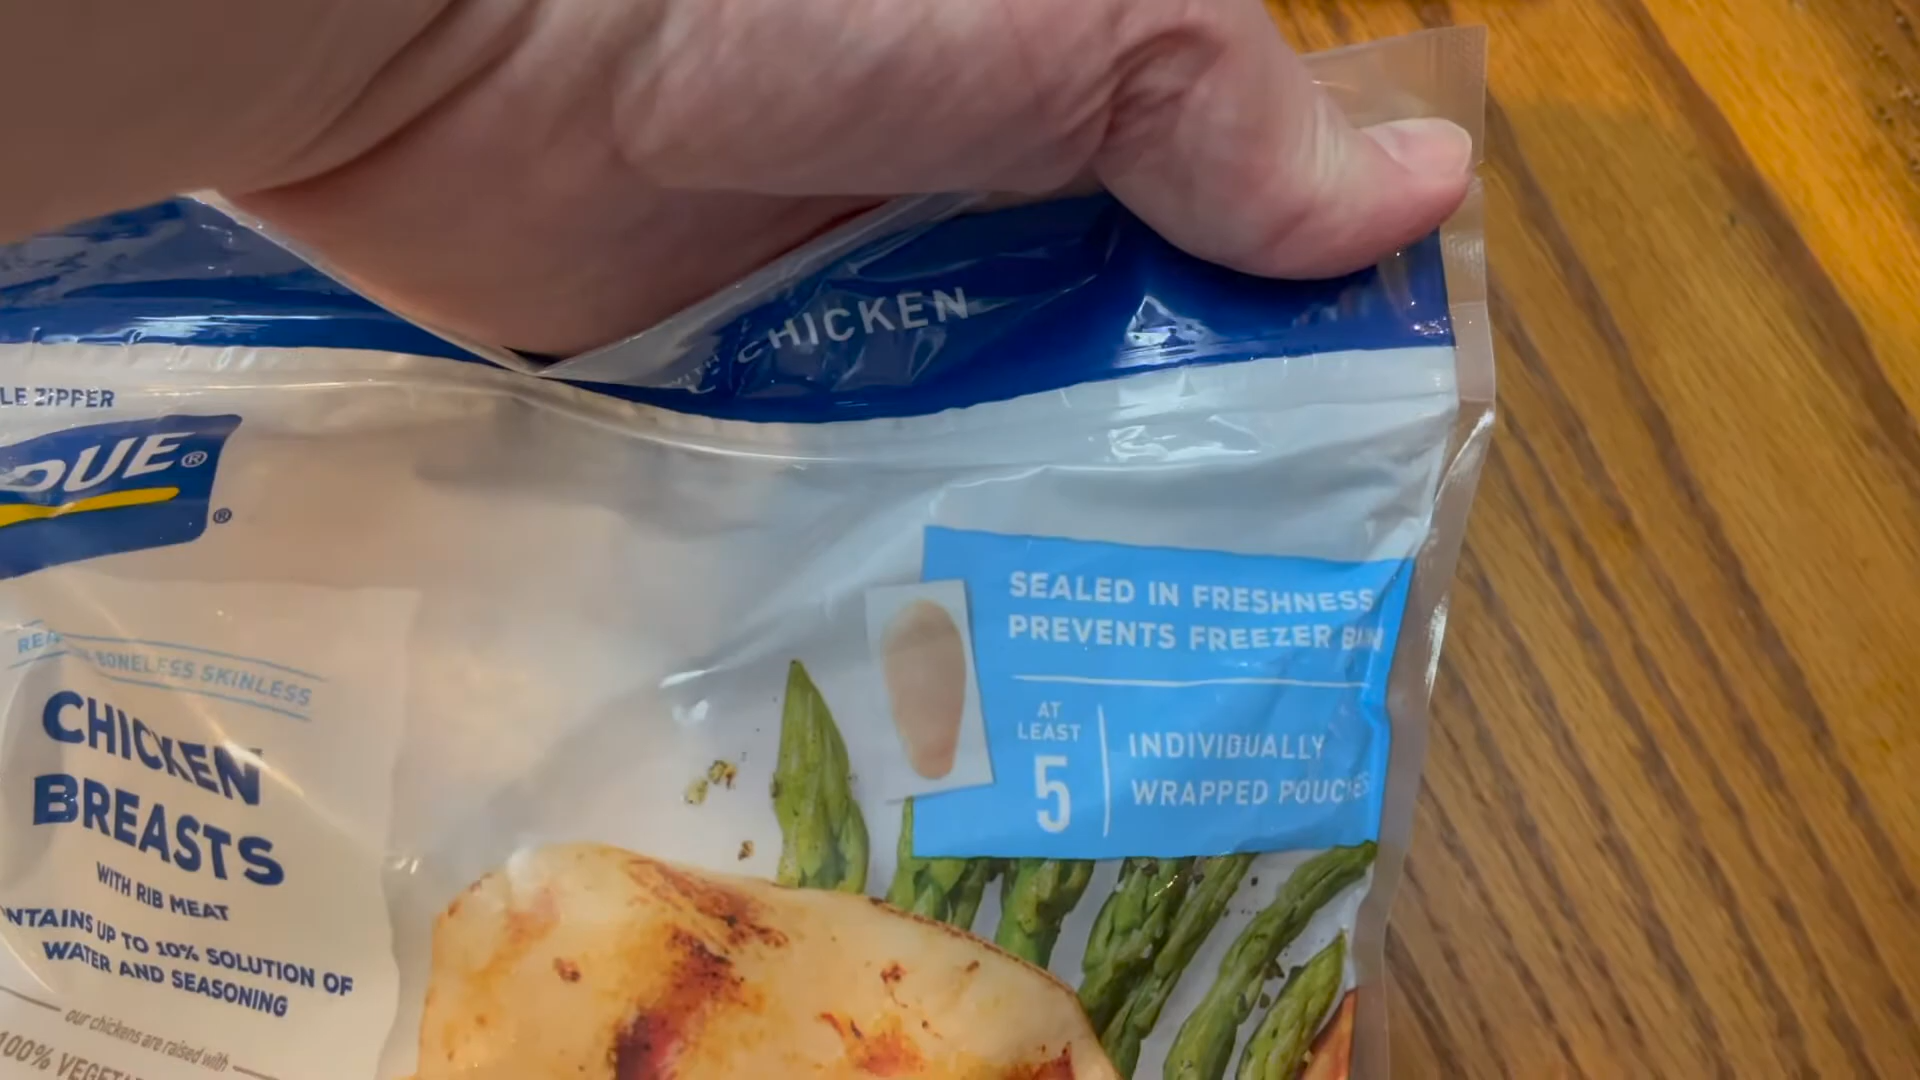 CHICKEN
LE ZIPPER
DUE®
®
SEALED IN FRESHNESS
PREVENTS FREEZER
AT
LEAST
5
INDIVIDUALLY
WRAPPED POUCHES
BONELESS SKINLESS
CHICKEN
BREASTS
WITH RIB MEAT
NTAINS UP TO 10% SOLUTION OF
WATER AND SEASONING
our chickens are raised with
100% VEGETA